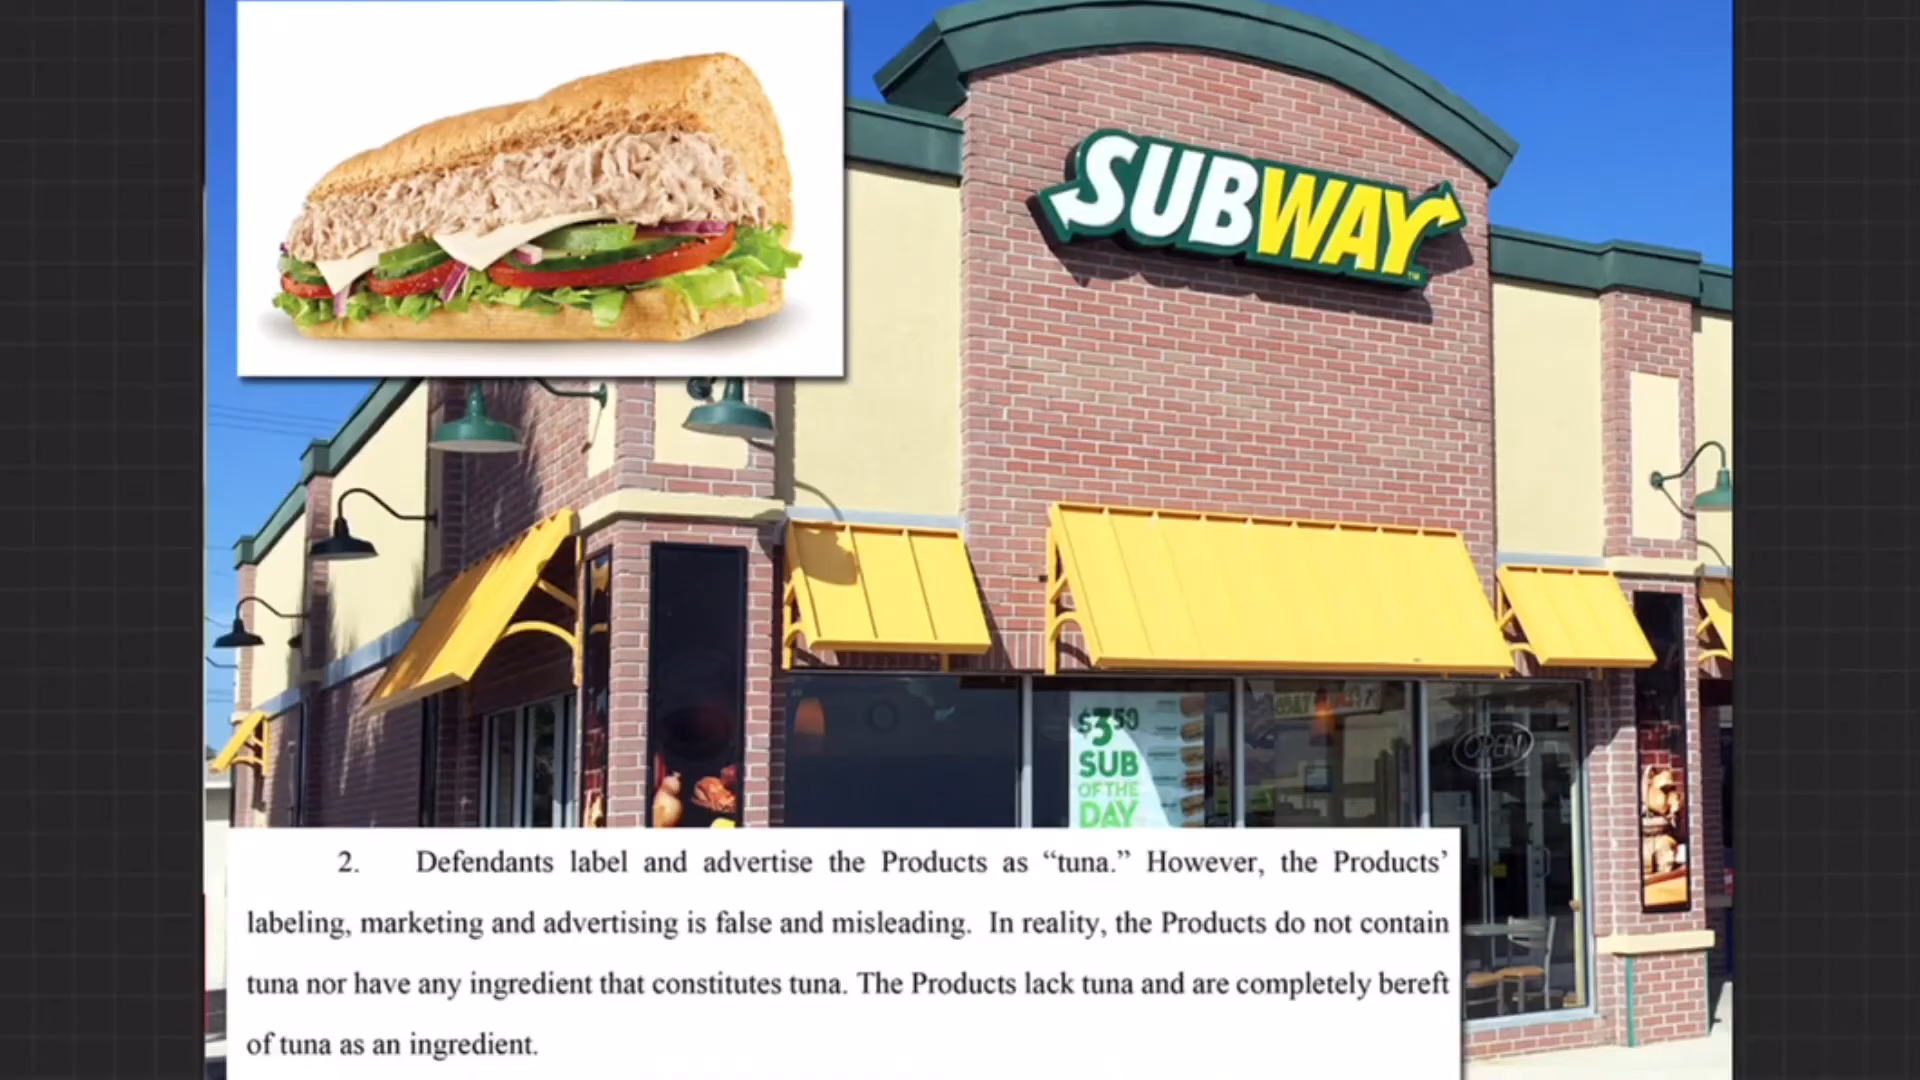 SUBWAY
TM
$3.50
SUB
OF THE
DAY
OPEN
2. Defendants label and advertise the Products as “tuna.” However, the Products’
labeling, marketing and advertising is false and misleading. In reality, the Products do not contain
tuna nor have any ingredient that constitutes tuna. The Products lack tuna and are completely bereft
of tuna as an ingredient.